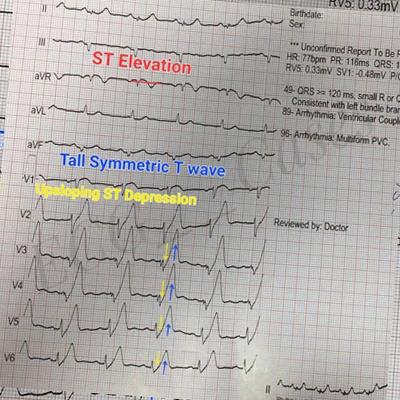 RV5: 0.33mV
II
Birthdate:
Sex:
III
*** Unconfirmed Report To Be
HR: 77bpm PR: 116ms QRS:
RV5: 0.33mV SV1: -0.48mV
ST Elevation
aVR
49- QRS >= 120 ms, small R or
Consistent with left bundle
89- Arrhythmia: Ventricular
aVL
96- Arrhythmia: Multiform PVC.
aVF
Tall Symmetric T wave
V1
Upsloping ST Depression
V2
Reviewed by: Doctor
V3
V4
V5
V6
II